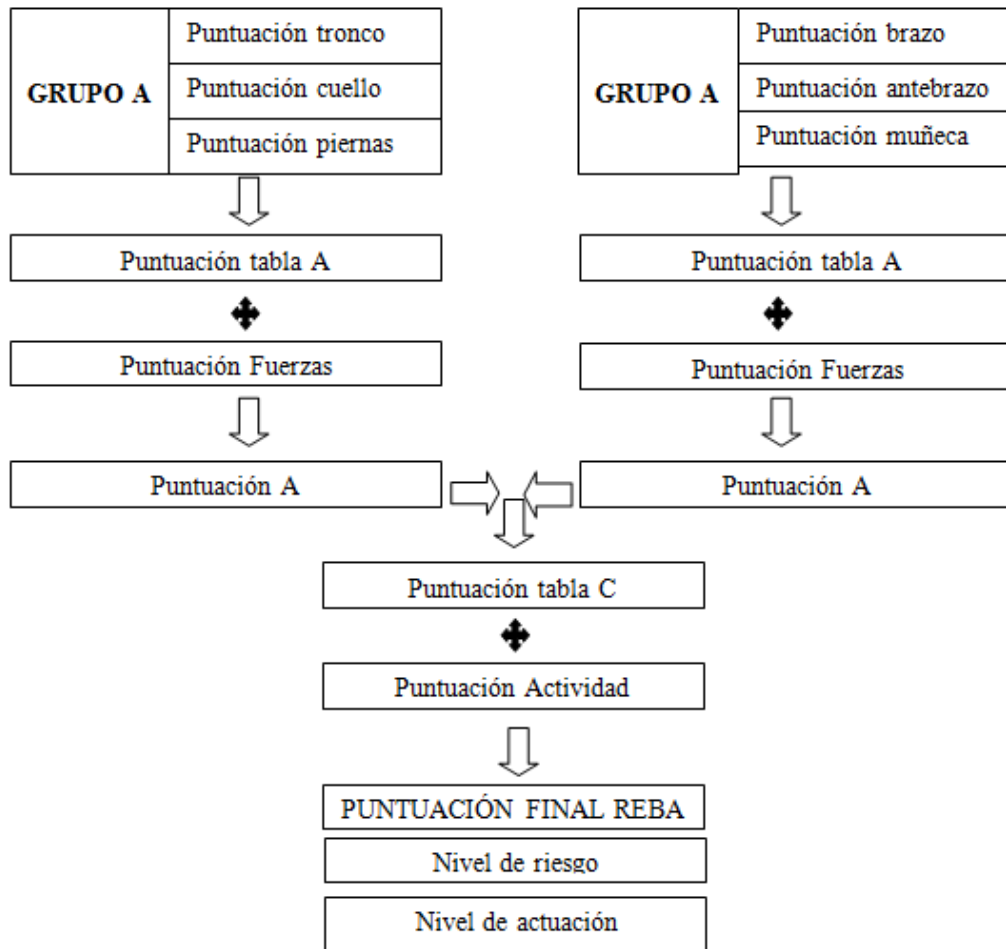 GRUPO A
Puntuación tronco
Puntuación cuello
Puntuación piernas
Puntuación tabla A
Puntuación Fuerzas
Puntuación A
GRUPO A
Puntuación brazo
Puntuación antebrazo
Puntuación muñeca
Puntuación tabla A
Puntuación Fuerzas
Puntuación A
Puntuación tabla C
Puntuación Actividad
PUNTUACIÓN FINAL REBA
Nivel de riesgo
Nivel de actuación